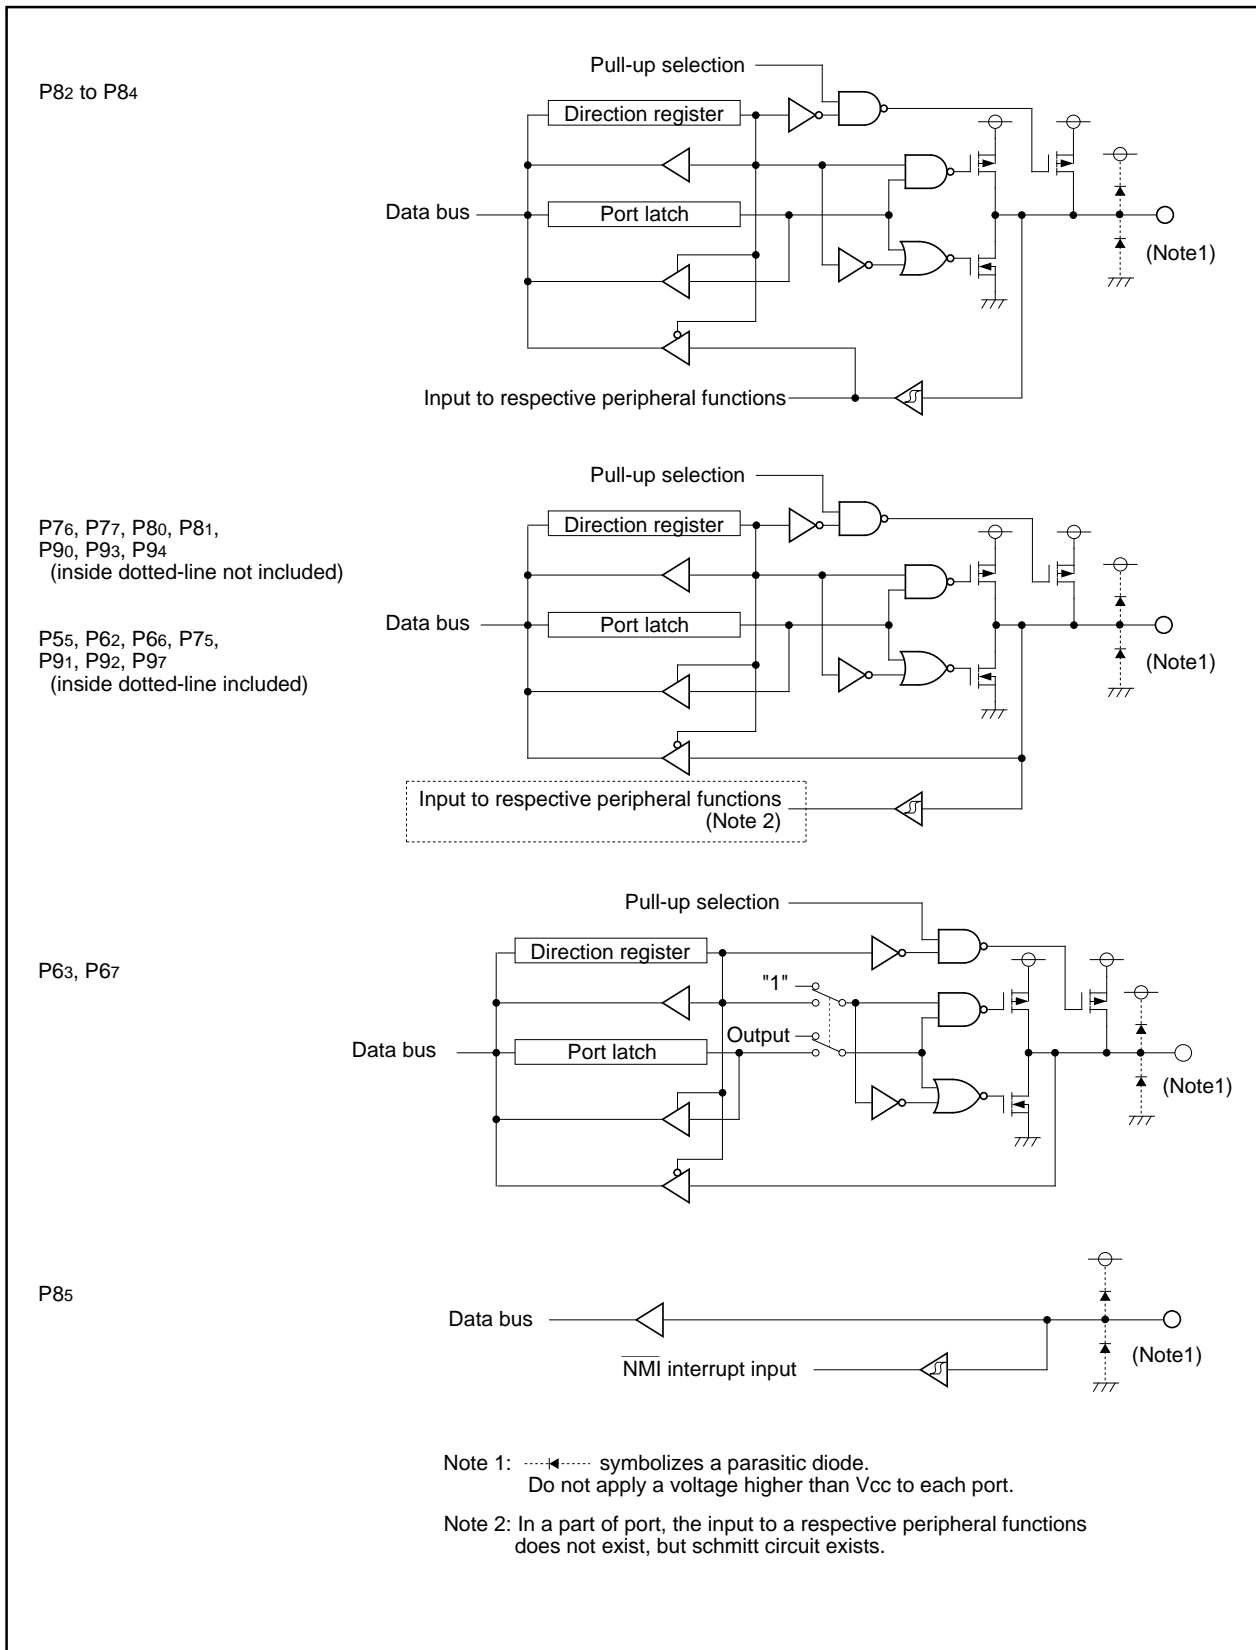 Pull-up selection
P82 to P84
Direction register
Data bus
Port latch
(Note1)
Input to respective peripheral functions
Pull-up selection
P76, P77, P80, P81,
P90, P93, P94
(inside dotted-line not included)
Direction register
P55, P62, P66, P75,
P91, P92, P97
(inside dotted-line included)
Data bus
Port latch
(Note1)
Input to respective peripheral functions
(Note 2)
Pull-up selection
P63, P67
Direction register
"1"
Output
Data bus
Port latch
(Note1)
P85
Data bus
NMI interrupt input
(Note1)
Note 1: symbolizes a parasitic diode.
Do not apply a voltage higher than Vcc to each port.
Note 2: In a part of port, the input to a respective peripheral functions
does not exist, but schmitt circuit exists.